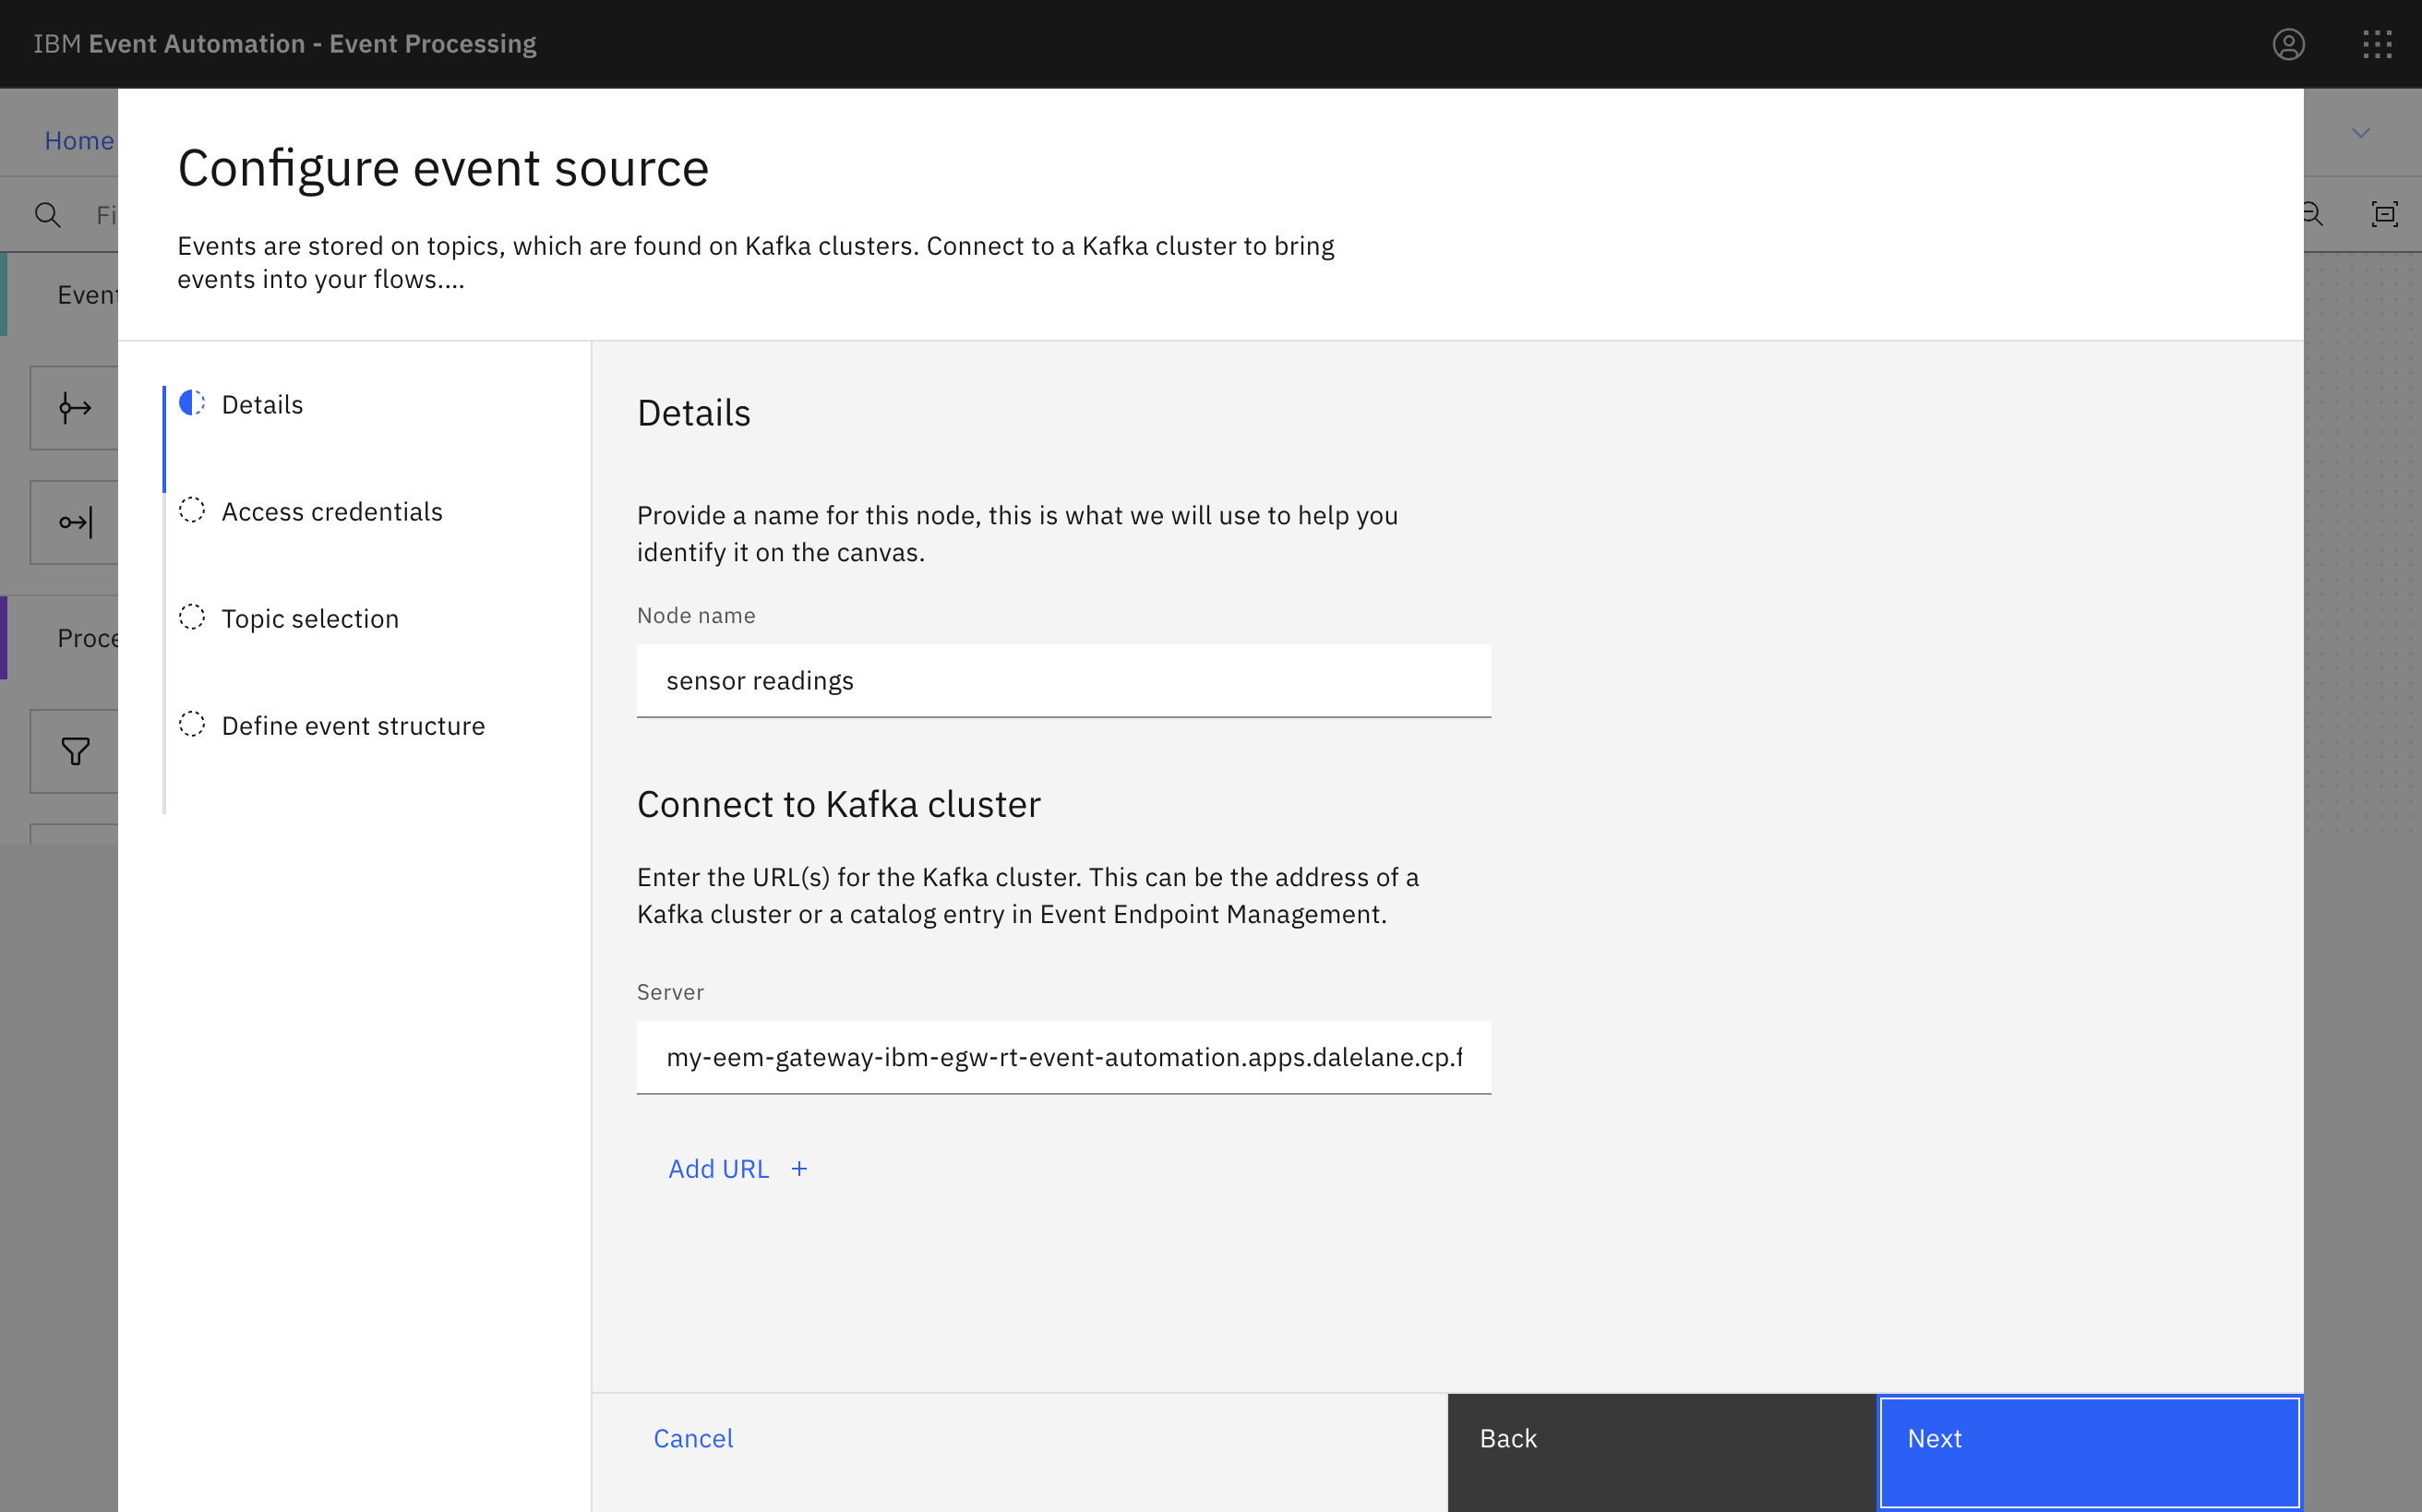 IBM Event Automation - Event Processing
Home
Configure event source
Events are stored on topics, which are found on Kafka clusters. Connect to a Kafka cluster to bring
events into your flows....
Details
Access credentials
Topic selection
Define event structure
Details
Provide a name for this node, this is what we will use to help you
identify it on the canvas.
Node name
sensor readings
Connect to Kafka cluster
Enter the URL(s) for the Kafka cluster. This can be the address of a
Kafka cluster or a catalog entry in Event Endpoint Management.
Server
my-eem-gateway-ibm-egw-rt-event-automation.apps.dalelane.cp.f
Add URL +
Cancel
Back
Next